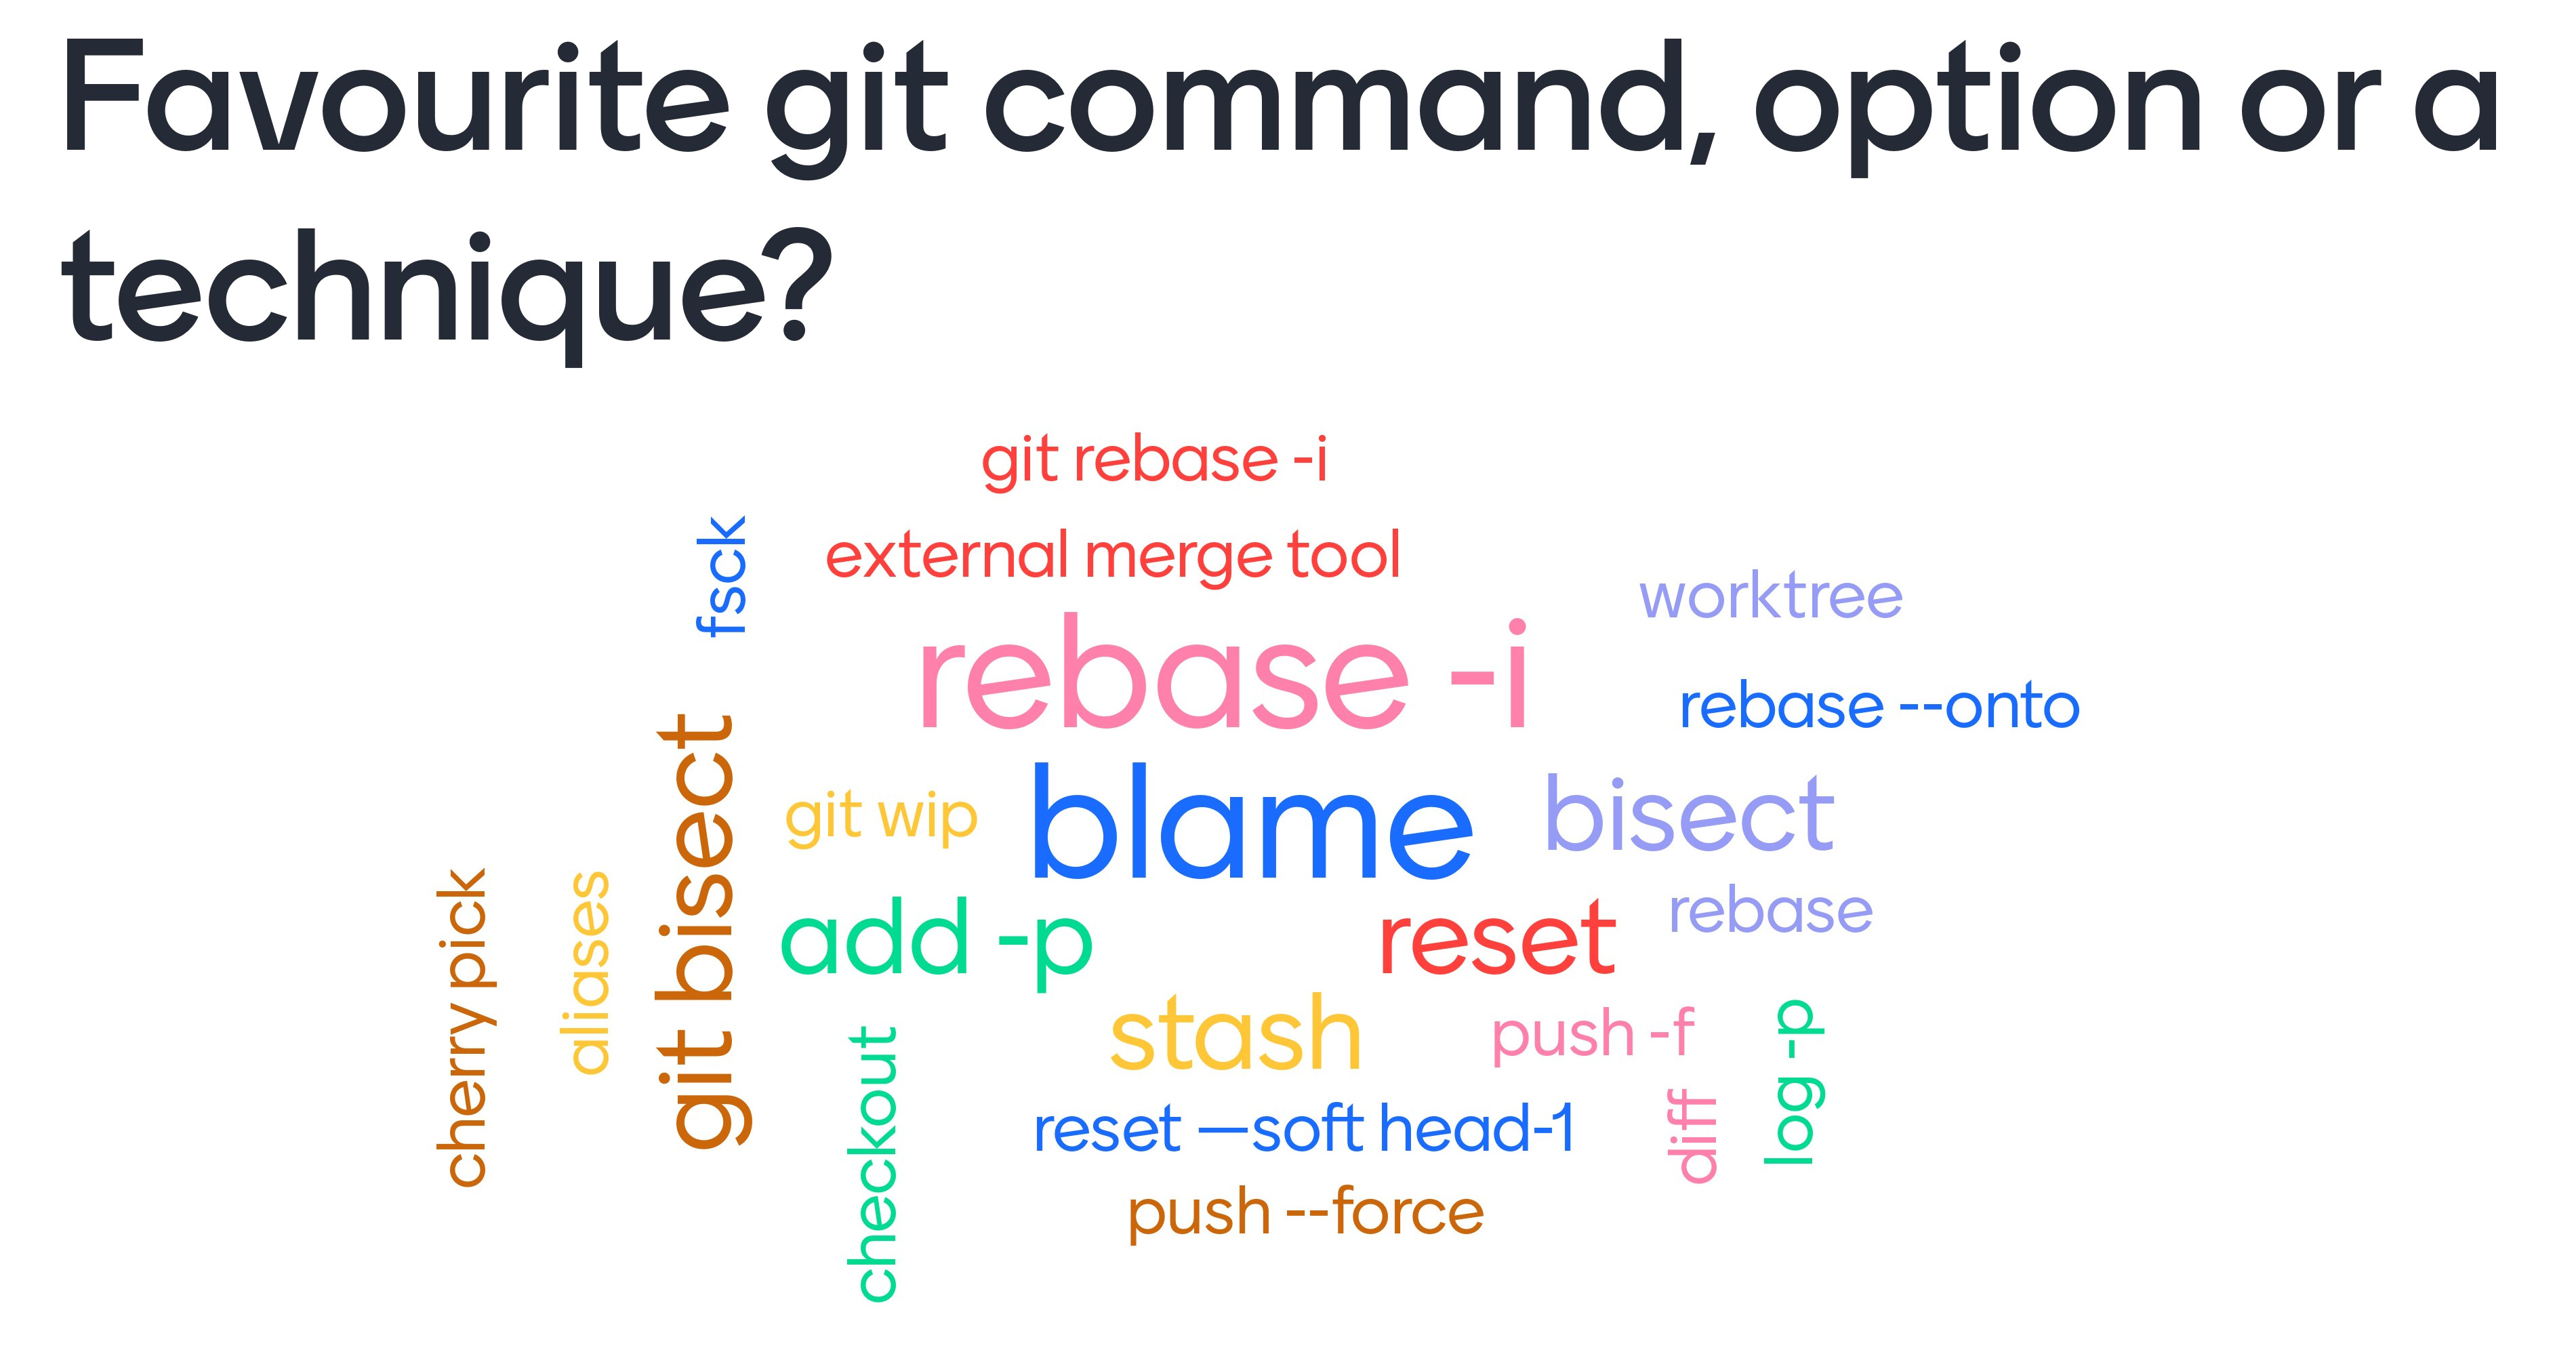 Favourite git command, option or a
technique?
git rebase -i
fsck
external merge tool
worktree
rebase -i
rebase --onto
git bisect
git wip
blame
bisect
cherry pick
aliases
add -p
reset
rebase
stash
push -f
log -p
checkout
reset —soft head-1
diff
push --force